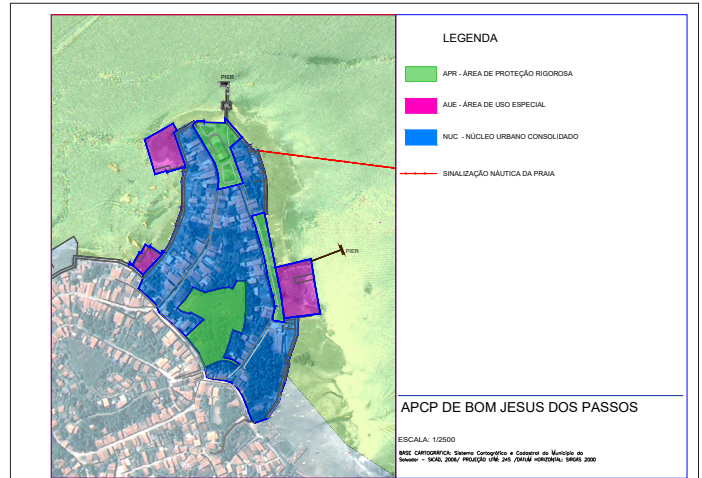 LEGENDA
APR - ÁREA DE PROTEÇÃO RIGOROSA
AUE - ÁREA DE USO ESPECIAL
NUC - NÚCLEO URBANO CONSOLIDADO
SINALIZAÇÃO NÁUTICA DA PRAIA
PIER
PIER
APCP DE BOM JESUS DOS PASSOS
ESCALA: 1/2500
BASE CARTOGRÁFICA: Sistema Cartográfico e Cadastral do Município do
Salvador - SICAD, 2006/ PROJEÇÃO UTM: 24S /DATUM HORIZONTAL: SIRGAS 2000